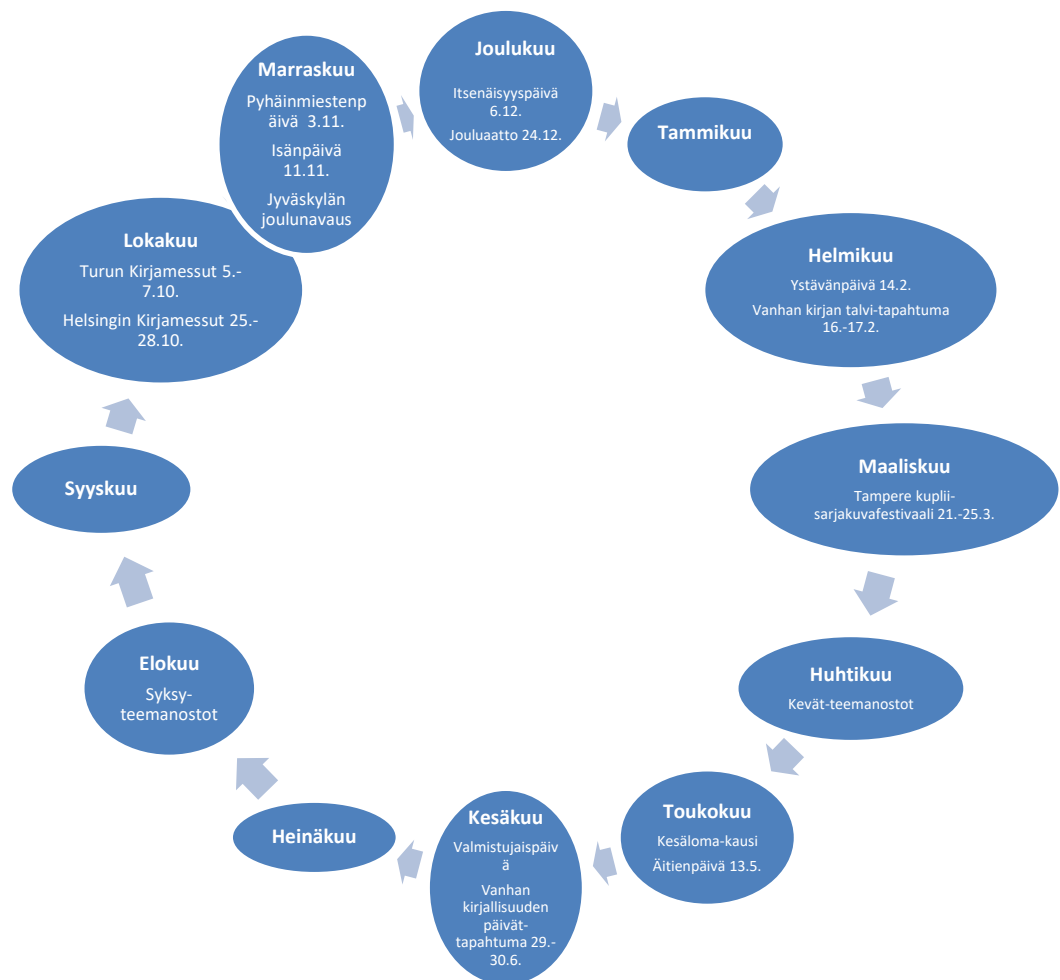 Joulukuu
Itsenäisyyspäivä
6.12.
Jouluaatto 24.12.
Tammikuu
Helmikuu
Ystävänpäivä 14.2.
Vanhan kirjan talvi-tapahtuma
16.-17.2.
Maaliskuu
Tampere kuplii-
sarjakuvafestivaali 21.-25.3.
Huhtikuu
Kevät-teemanostot
Toukokuu
Kesäloma-kausi
Äitienpäivä 13.5.
Kesäkuu
Valmistujaispäiv
ä
Vanhan
kirjallisuuden
päivät-
tapahtuma 29.-
30.6.
Heinäkuu
Elokuu
Syksy-
teemanostot
Syyskuu
Lokakuu
Turun Kirjamessut 5.-
7.10.
Helsingin Kirjamessut 25.-
28.10.
Marraskuu
Pyhäinmiestenp
äivä 3.11.
Isänpäivä
11.11.
Jyväskylän
joulunavaus